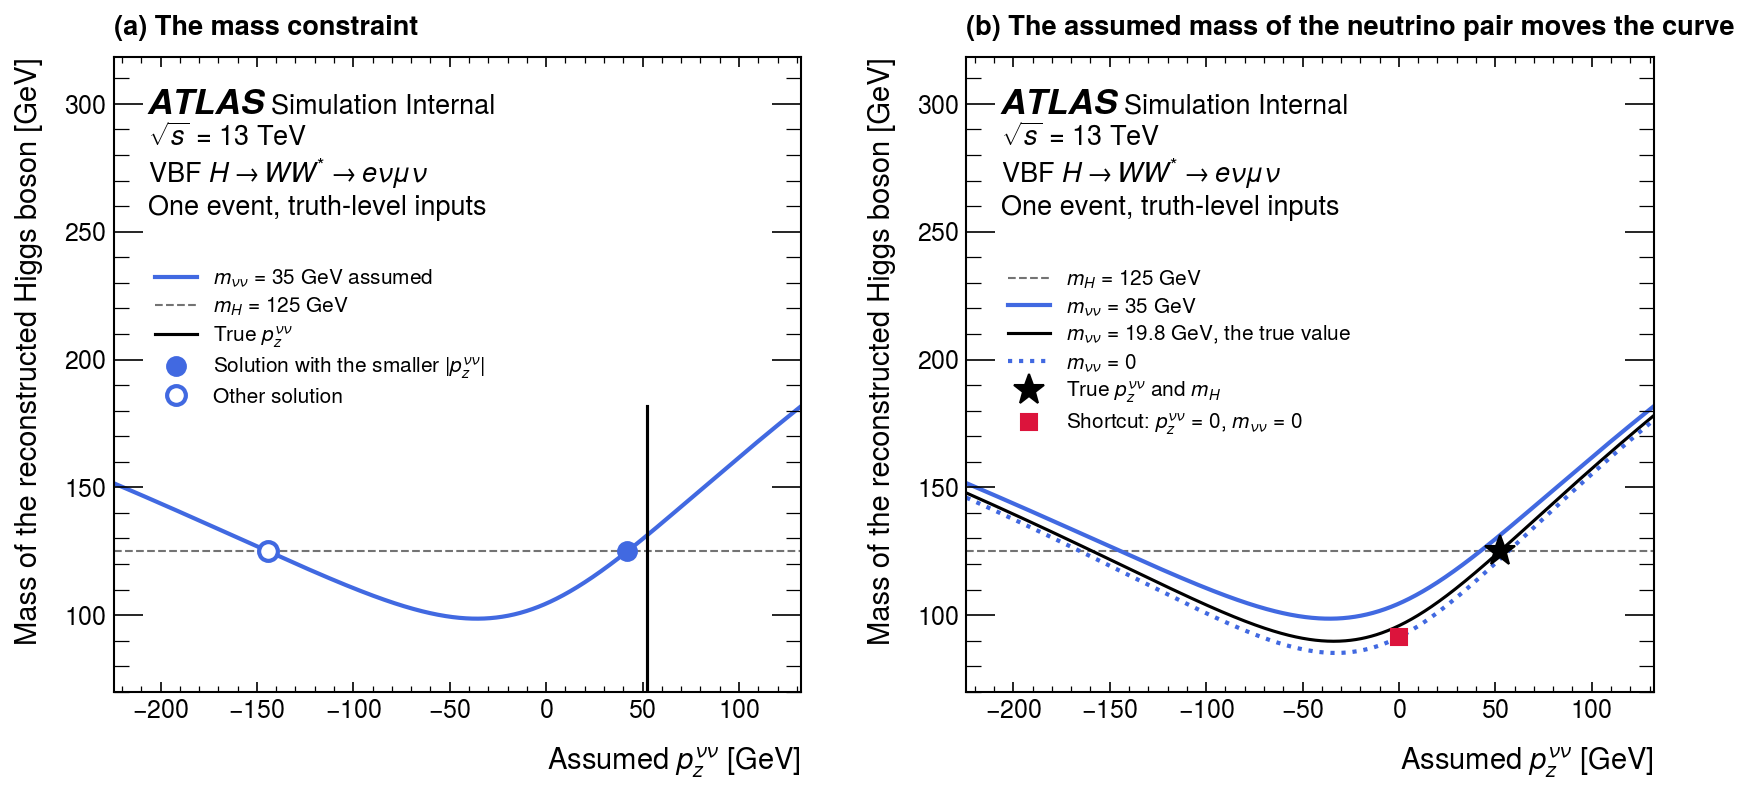 (a) The mass constraint
Mass of the reconstructed Higgs boson [GeV]
300
250
200
150
100
ATLAS Simulation Internal
√s = 13 TeV
VBF H → WW* → eνμν
One event, truth-level inputs
m_νν = 35 GeV assumed
m_H = 125 GeV
True p_z^νν
Solution with the smaller |p_z^νν|
Other solution
−200 −150 −100 −50 0 50 100
Assumed p_z^νν [GeV]
(b) The assumed mass of the neutrino pair moves the curve
Mass of the reconstructed Higgs boson [GeV]
300
250
200
150
100
ATLAS Simulation Internal
√s = 13 TeV
VBF H → WW* → eνμν
One event, truth-level inputs
m_H = 125 GeV
m_νν = 35 GeV
m_νν = 19.8 GeV, the true value
m_νν = 0
True p_z^νν and m_H
Shortcut: p_z^νν = 0, m_νν = 0
−200 −150 −100 −50 0 50 100
Assumed p_z^νν [GeV]